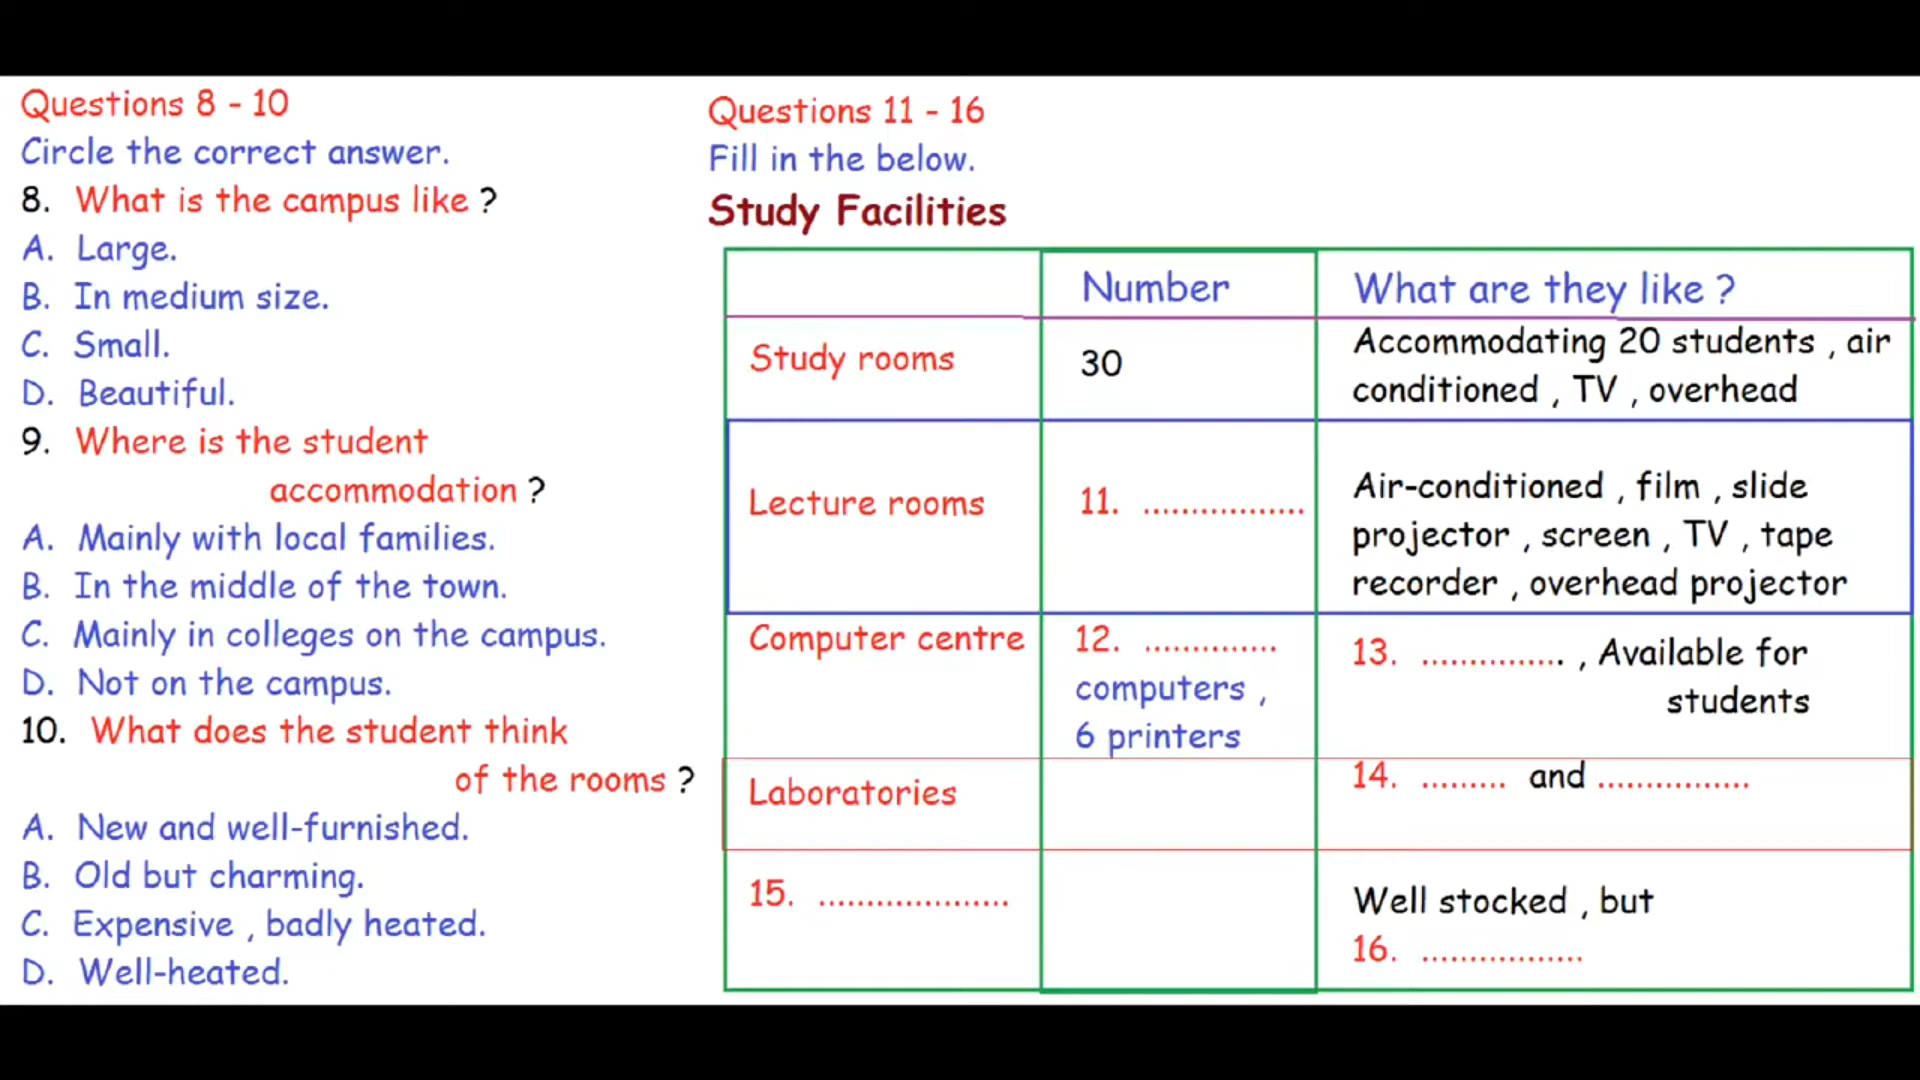 Questions 8 - 10
Circle the correct answer.
8. What is the campus like ?
A. Large.
B. In medium size.
C. Small.
D. Beautiful.
9. Where is the student
accommodation ?
A. Mainly with local families.
B. In the middle of the town.
C. Mainly in colleges on the campus.
D. Not on the campus.
10. What does the student think
of the rooms ?
A. New and well-furnished.
B. Old but charming.
C. Expensive , badly heated.
D. Well-heated.
Questions 11 - 16
Fill in the below.
Study Facilities
Number
What are they like ?
Study rooms
30
Accommodating 20 students , air
conditioned , TV , overhead
Lecture rooms
11. .................
Air-conditioned , film , slide
projector , screen , TV , tape
recorder , overhead projector
Computer centre
12. ..............
computers ,
6 printers
13. ............... , Available for
students
Laboratories
14. ......... and ................
15. ....................
Well stocked , but
16. .................